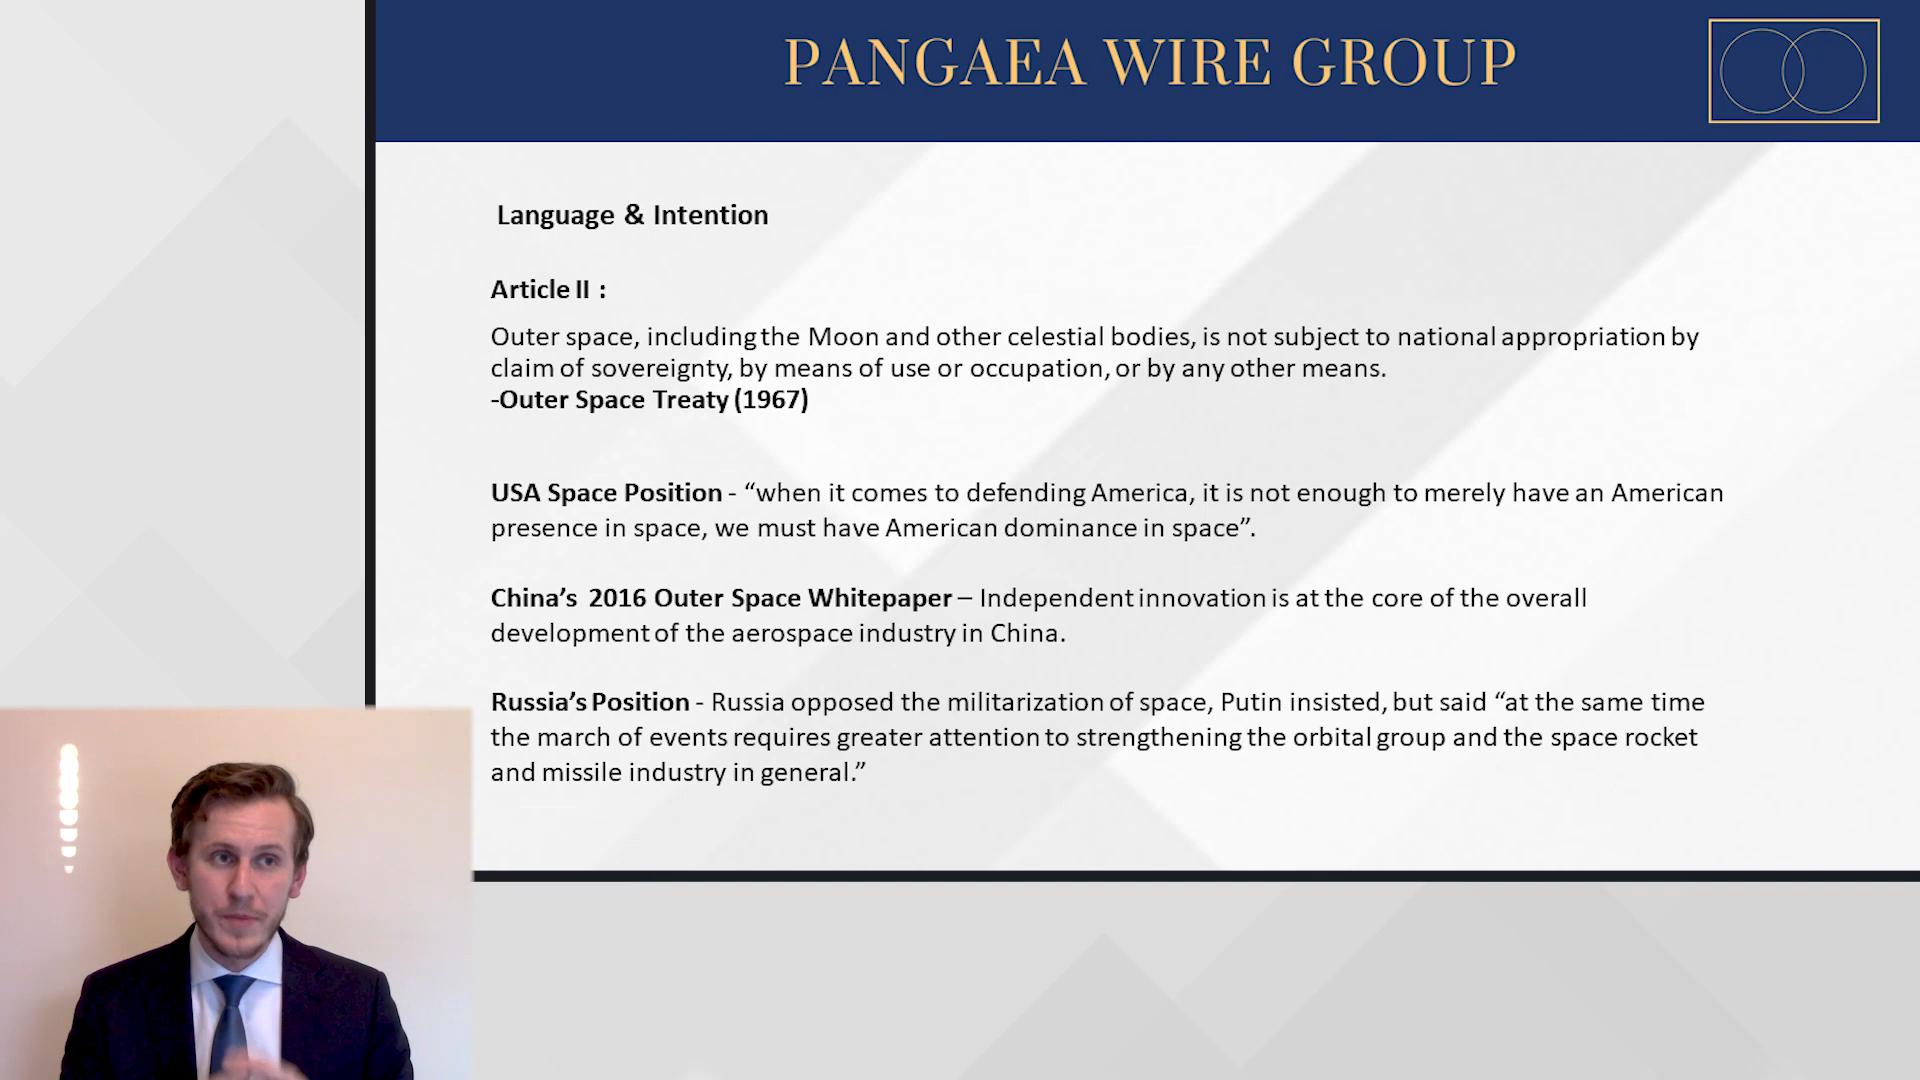 PANGAEA WIRE GROUP
Language & Intention
Article II :
Outer space, including the Moon and other celestial bodies, is not subject to national appropriation by
claim of sovereignty, by means of use or occupation, or by any other means.
-Outer Space Treaty (1967)
USA Space Position - “when it comes to defending America, it is not enough to merely have an American
presence in space, we must have American dominance in space”.
China’s 2016 Outer Space Whitepaper – Independent innovation is at the core of the overall
development of the aerospace industry in China.
Russia’s Position - Russia opposed the militarization of space, Putin insisted, but said “at the same time
the march of events requires greater attention to strengthening the orbital group and the space rocket
and missile industry in general.”